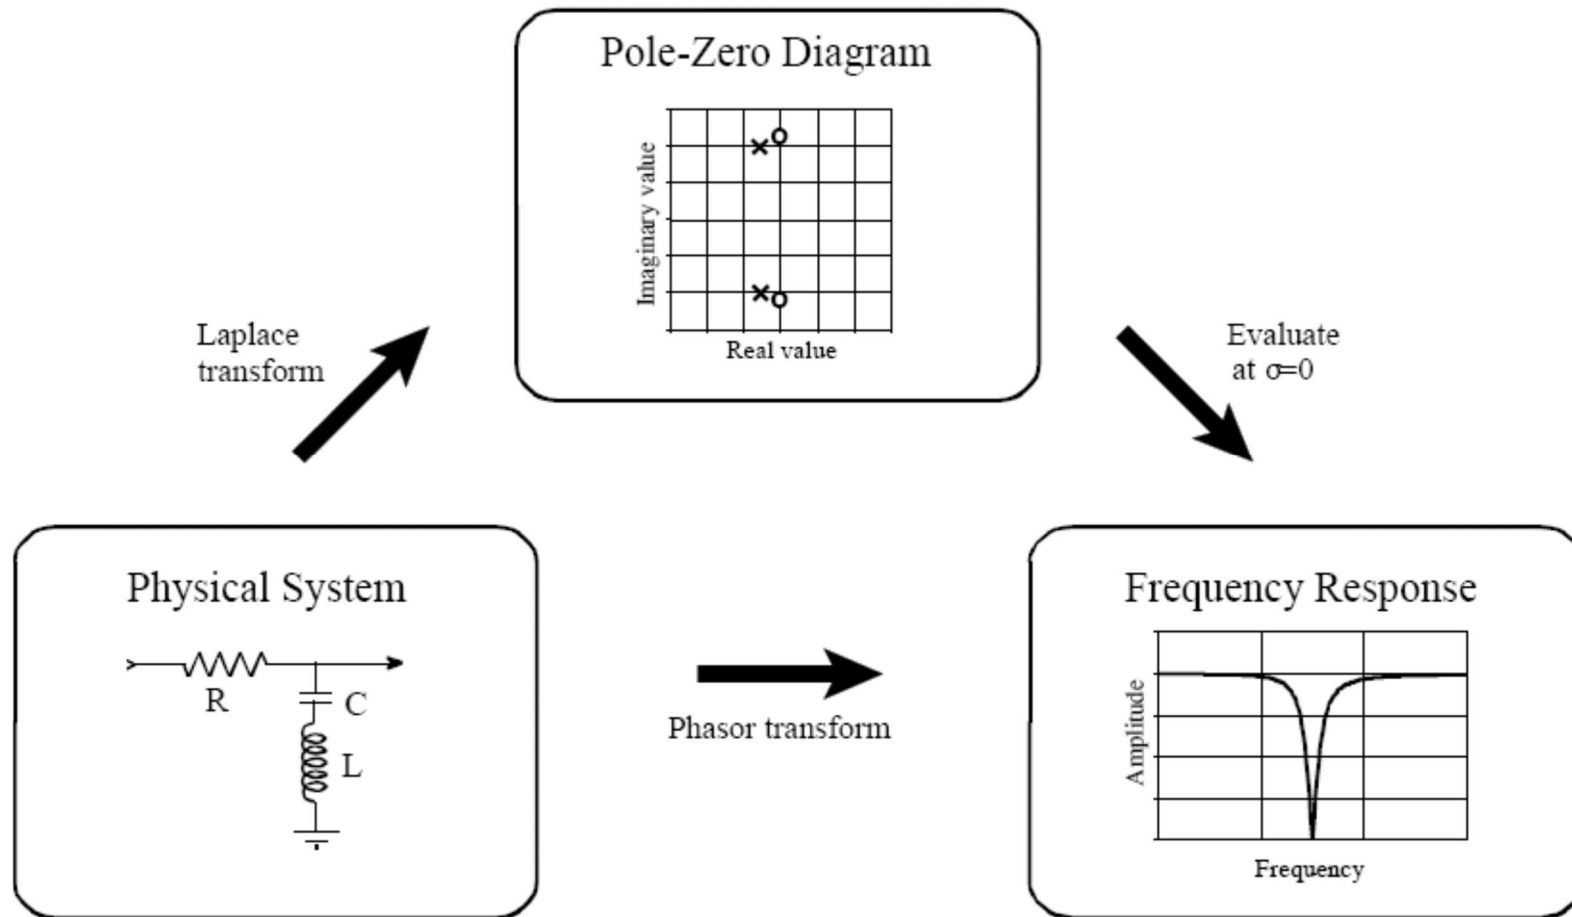 Pole-Zero Diagram
Imaginary value
Real value
Laplace
transform
Evaluate
at σ=0
Physical System
R
C
L
Phasor transform
Frequency Response
Amplitude
Frequency